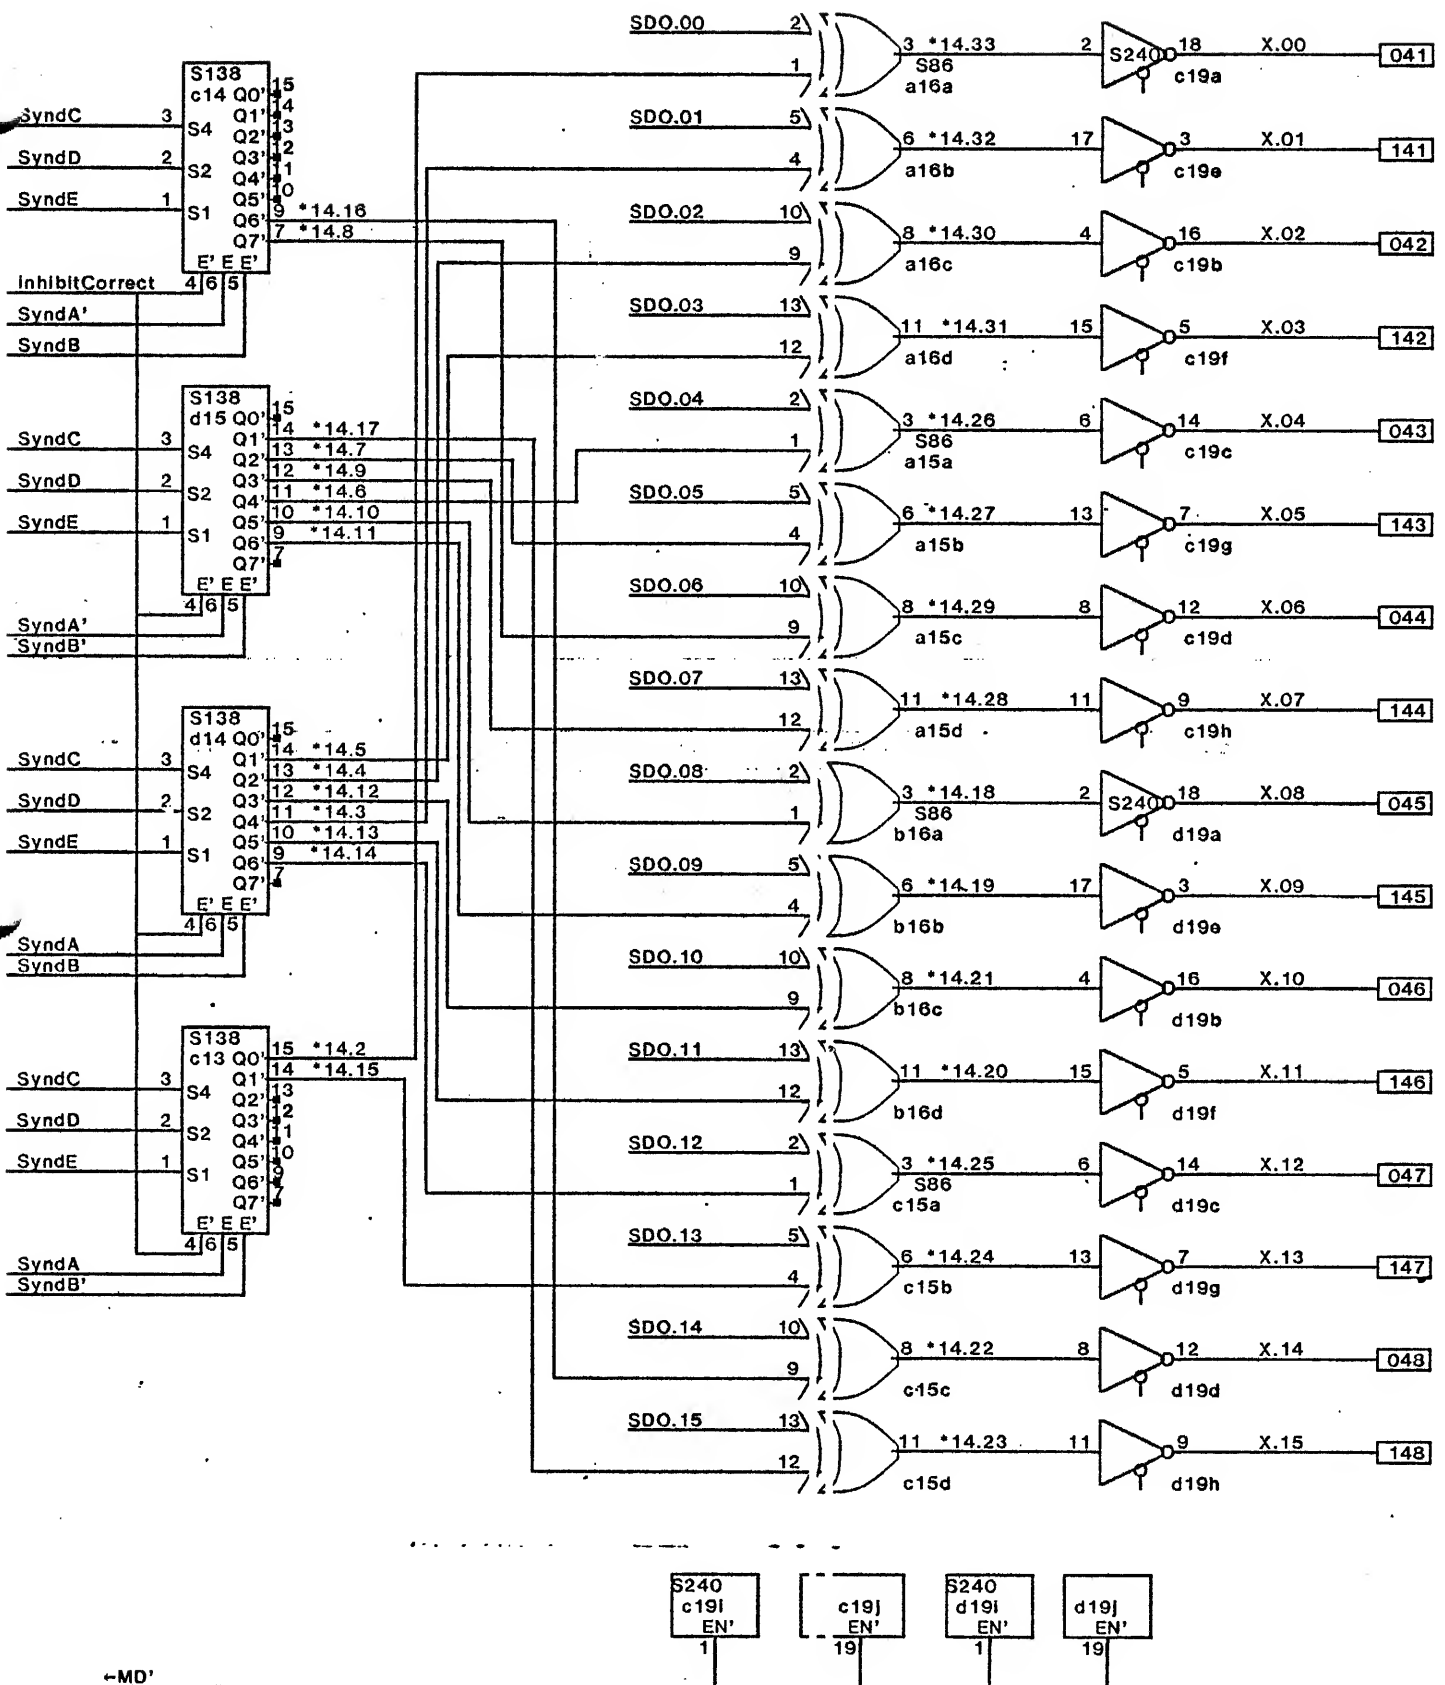 S138
c14
SyndC 3 S4
SyndD 2 S2
SyndE 1 S1
Q0' 15
Q1' 14
Q2' 13
Q3' 12
Q4' 1
Q5' 10
Q6' 9 *14.16
Q7' 7 *14.8
E' E E'
InhibitCorrect 4 6 5
SyndA'
SyndB
S138
d15
SyndC 3 S4
SyndD 2 S2
SyndE 1 S1
Q0' 15
Q1' 14 *14.17
Q2' 13 *14.7
Q3' 12 *14.9
Q4' 11 *14.6
Q5' 10 *14.10
Q6' 9 *14.11
Q7' 7
E' E E'
4 6 5
SyndA'
SyndB'
S138
d14
SyndC 3 S4
SyndD 2 S2
SyndE 1 S1
Q0' 15
Q1' 14 *14.5
Q2' 13 *14.4
Q3' 12 *14.12
Q4' 11 *14.3
Q5' 10 *14.13
Q6' 9 *14.14
Q7' 7
E' E E'
4 6 5
SyndA
SyndB
S138
c13
SyndC 3 S4
SyndD 2 S2
SyndE 1 S1
Q0' 15 *14.2
Q1' 14 *14.15
Q2' 13
Q3' 12
Q4' 11
Q5' 10
Q6' 9
Q7' 7
E' E E'
4 6 5
SyndA
SyndB'
SDO.00 2 1 3 *14.33 S86 a16a 2 S240 18 c19a X.00 041
SDO.01 5 4 6 *14.32 a16b 17 3 c19e X.01 141
SDO.02 10 9 8 *14.30 a16c 4 16 c19b X.02 042
SDO.03 13 12 11 *14.31 a16d 15 5 c19f X.03 142
SDO.04 2 1 3 *14.26 S86 a15a 6 14 c19c X.04 043
SDO.05 5 4 6 *14.27 a15b 13 7 c19g X.05 143
SDO.06 10 9 8 *14.29 a15c 8 12 c19d X.06 044
SDO.07 13 12 11 *14.28 a15d 11 9 c19h X.07 144
SDO.08 2 1 3 *14.18 S86 b16a 2 S240 18 d19a X.08 045
SDO.09 5 4 6 *14.19 b16b 17 3 d19e X.09 145
SDO.10 10 9 8 *14.21 b16c 4 16 d19b X.10 046
SDO.11 13 12 11 *14.20 b16d 15 5 d19f X.11 146
SDO.12 2 1 3 *14.25 S86 c15a 6 14 d19c X.12 047
SDO.13 5 4 6 *14.24 c15b 13 7 d19g X.13 147
SDO.14 10 9 8 *14.22 c15c 8 12 d19d X.14 048
SDO.15 13 12 11 *14.23 c15d 11 9 d19h X.15 148
S240
c19i
EN'
1
c19j
EN'
19
S240
d19i
EN'
1
d19j
EN'
19
←MD'